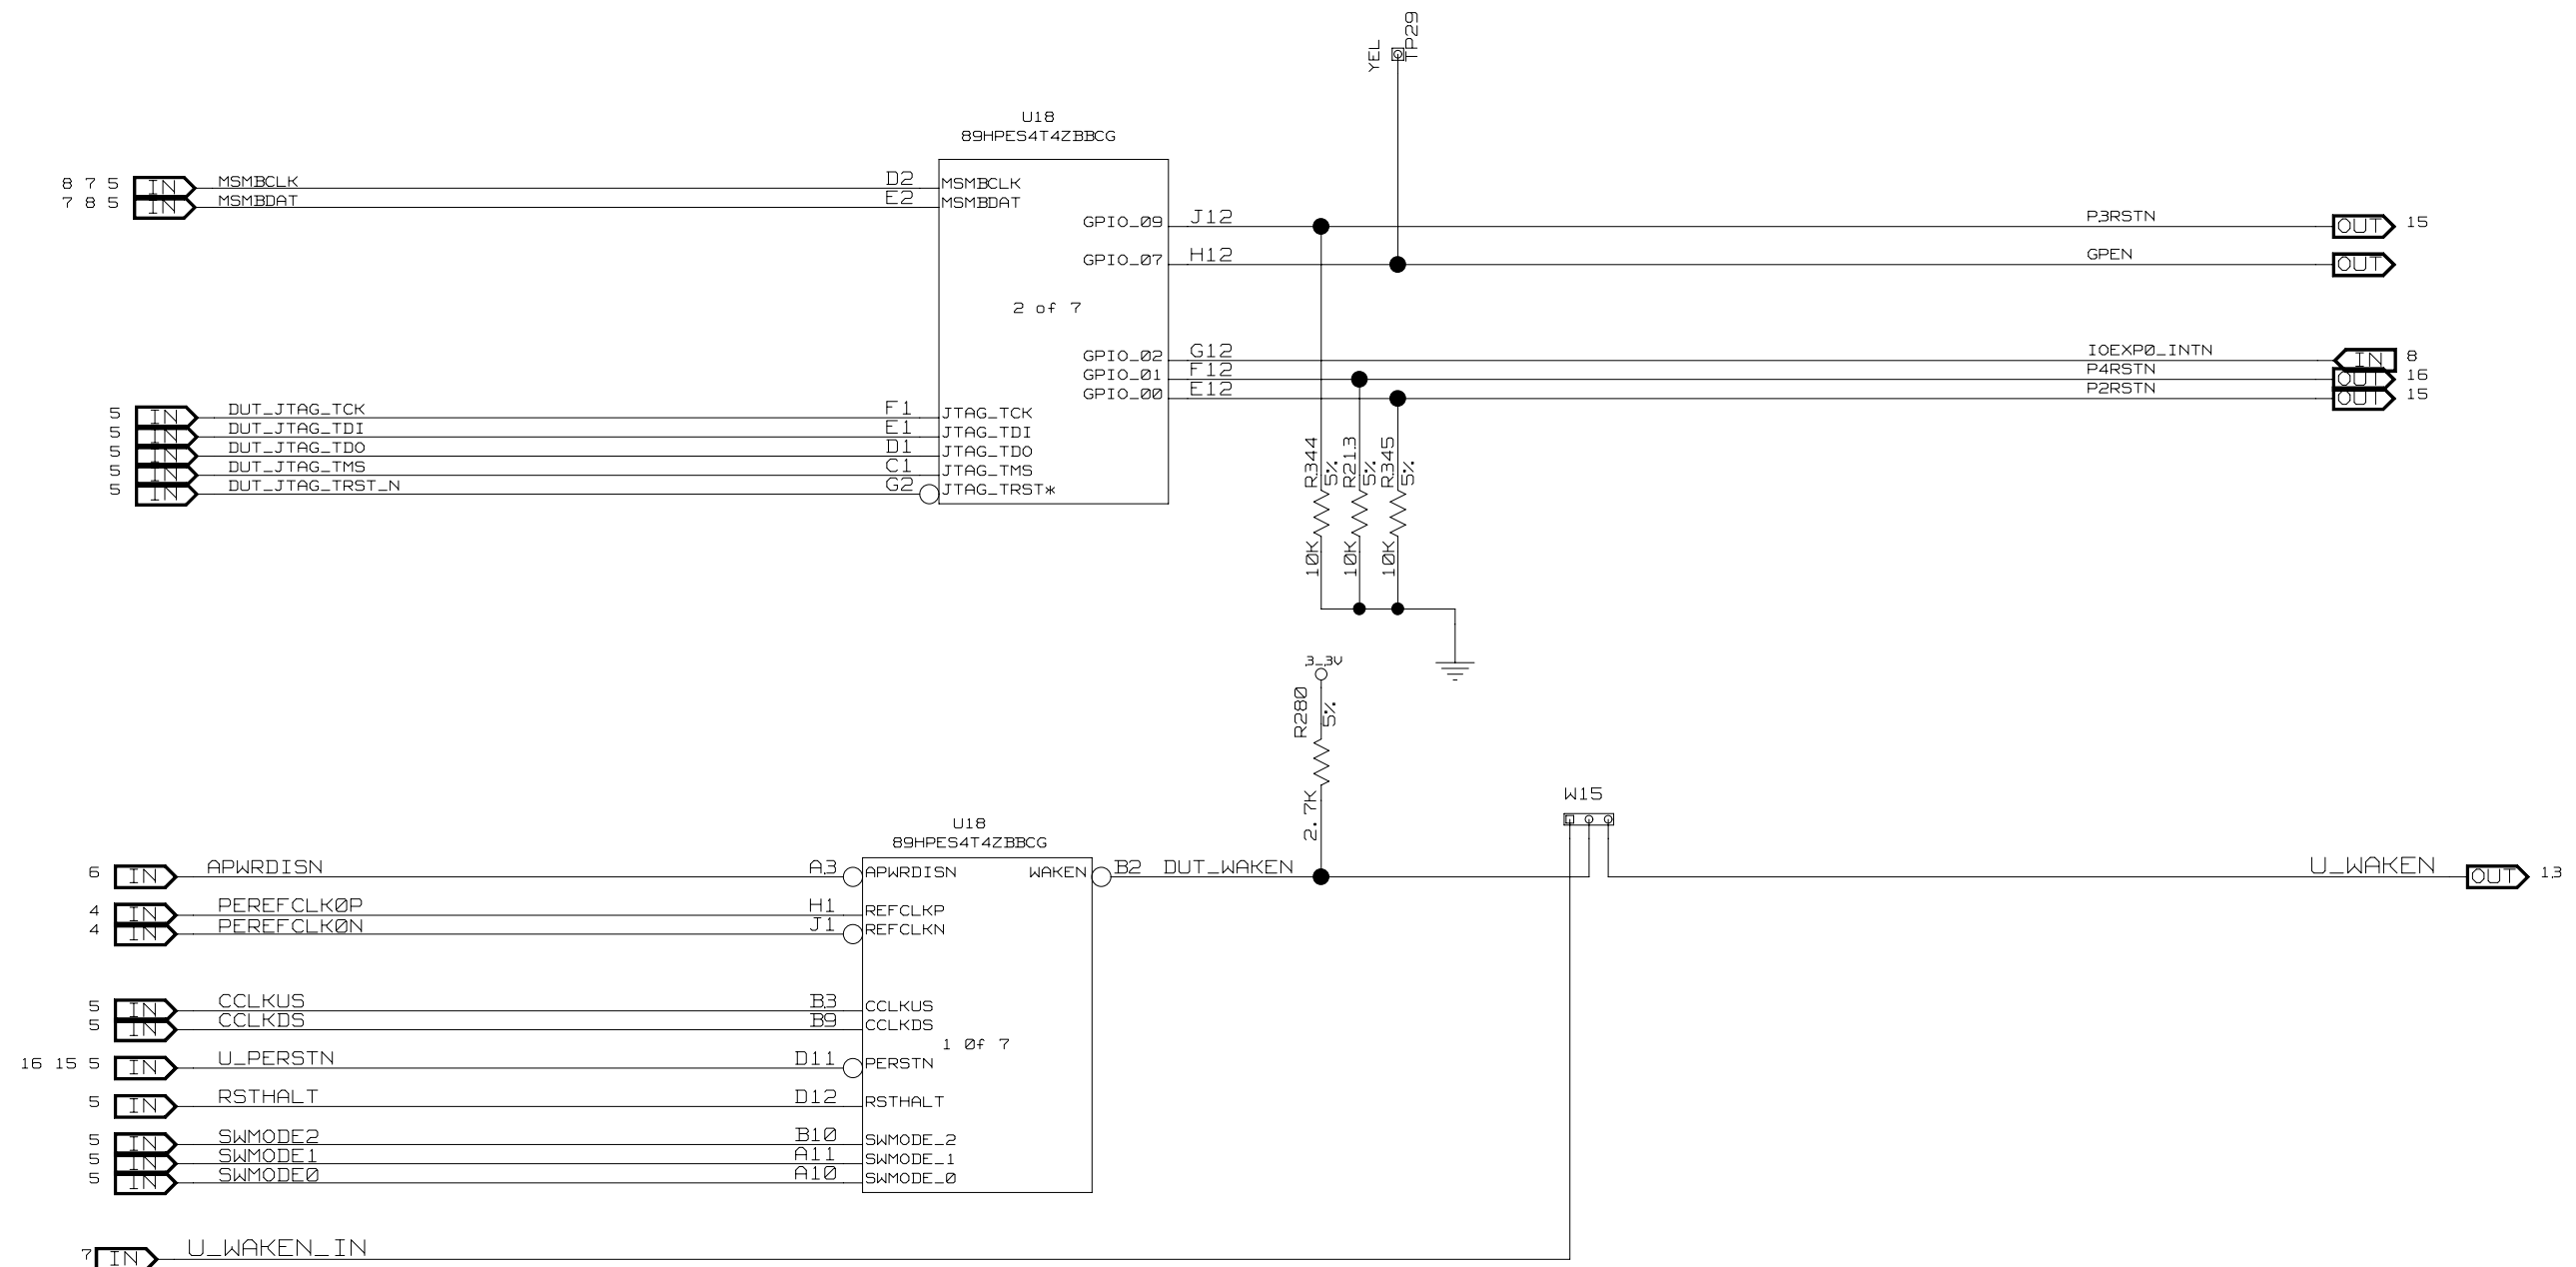 YEL
TP29
U18
89HPES4T4ZBBCG
8 7 5 IN MSMBCLK D2 MSMBCLK
7 8 5 IN MSMBDAT E2 MSMBDAT
GPIO_09 J12 P3RSTN OUT 15
GPIO_07 H12 GPEN OUT
2 of 7
GPIO_02 G12 IOEXP0_INTN IN 8
GPIO_01 F12 P4RSTN OUT 16
GPIO_00 E12 P2RSTN OUT 15
5 IN DUT_JTAG_TCK F1 JTAG_TCK
5 IN DUT_JTAG_TDI E1 JTAG_TDI
5 IN DUT_JTAG_TDO D1 JTAG_TDO
5 IN DUT_JTAG_TMS C1 JTAG_TMS
5 IN DUT_JTAG_TRST_N G2 JTAG_TRST*
R344 5% 10K
R213 5% 10K
R345 5% 10K
3_3V
R280 5% 2.7K
W15
U18
89HPES4T4ZBBCG
6 IN APWRDISN A3 APWRDISN
WAKEN B2 DUT_WAKEN
U_WAKEN OUT 13
4 IN PEREFCLK0P H1 REFCLKP
4 IN PEREFCLK0N J1 REFCLKN
5 IN CCLKUS B3 CCLKUS
5 IN CCLKDS B9 CCLKDS
1 0f 7
16 15 5 IN U_PERSTN D11 PERSTN
5 IN RSTHALT D12 RSTHALT
5 IN SWMODE2 B10 SWMODE_2
5 IN SWMODE1 A11 SWMODE_1
5 IN SWMODE0 A10 SWMODE_0
7 IN U_WAKEN_IN